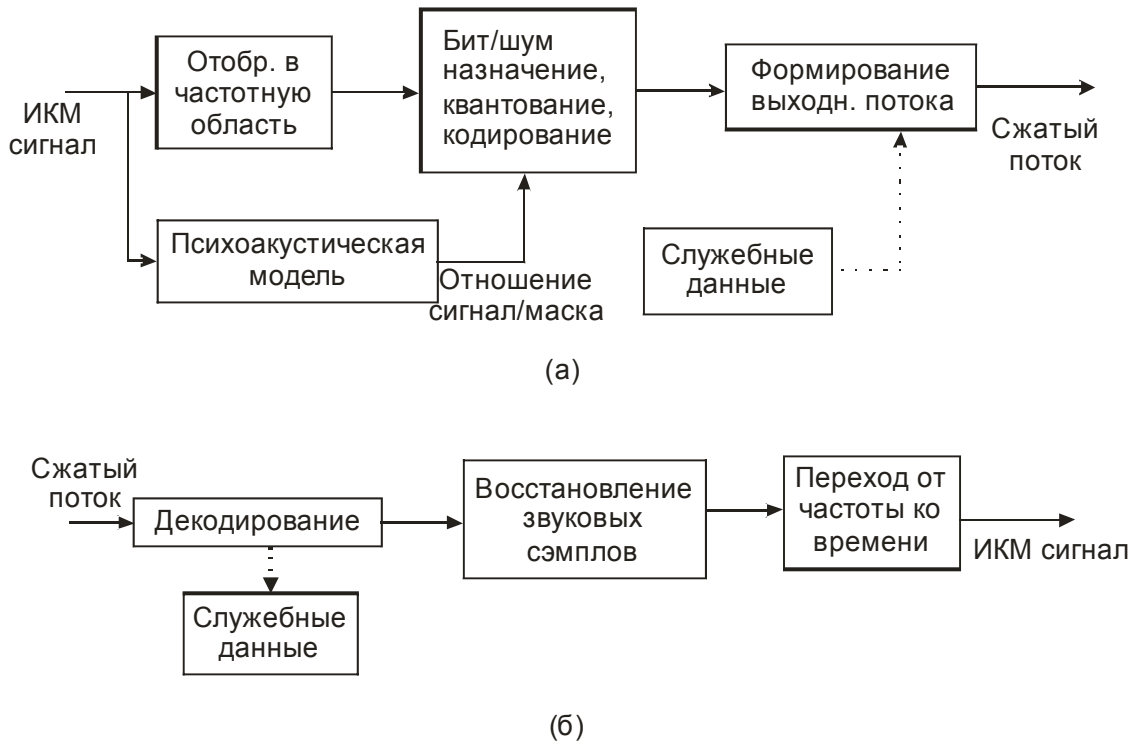 ИКМ
сигнал
Отобр. в
частотную
область
Бит/шум
назначение,
квантование,
кодирование
Формирование
выходн. потока
Сжатый
поток
Психоакустическая
модель
Отношение
сигнал/маска
Служебные
данные
(а)
Сжатый
поток
Декодирование
Служебные
данные
Восстановление
звуковых
сэмплов
Переход от
частоты ко
времени
ИКМ сигнал
(б)